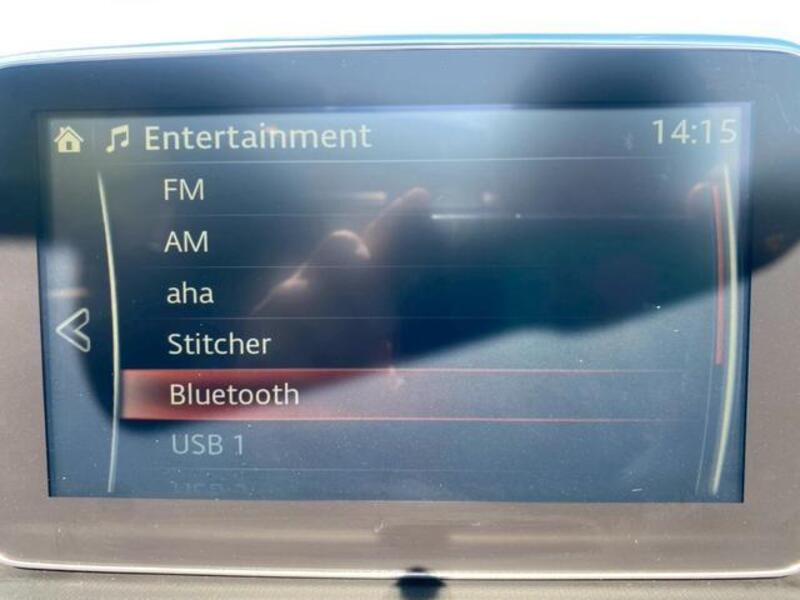 Entertainment 14:15
FM
AM
aha
Stitcher
Bluetooth
USB 1